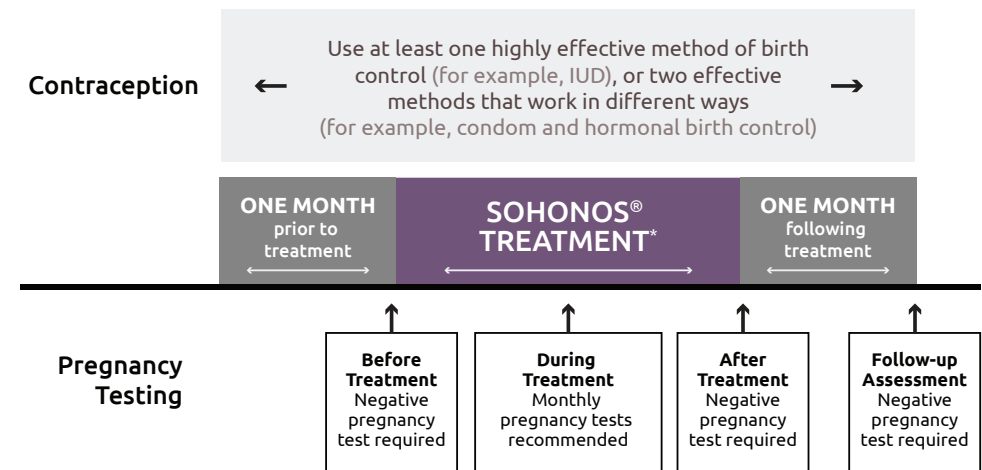 Contraception
Use at least one highly effective method of birth
control (for example, IUD), or two effective
methods that work in different ways
(for example, condom and hormonal birth control)
ONE MONTH
prior to
treatment
SOHONOS®
TREATMENT*
ONE MONTH
following
treatment
Pregnancy
Testing
Before
Treatment
Negative
pregnancy
test required
During
Treatment
Monthly
pregnancy tests
recommended
After
Treatment
Negative
pregnancy
test required
Follow-up
Assessment
Negative
pregnancy
test required